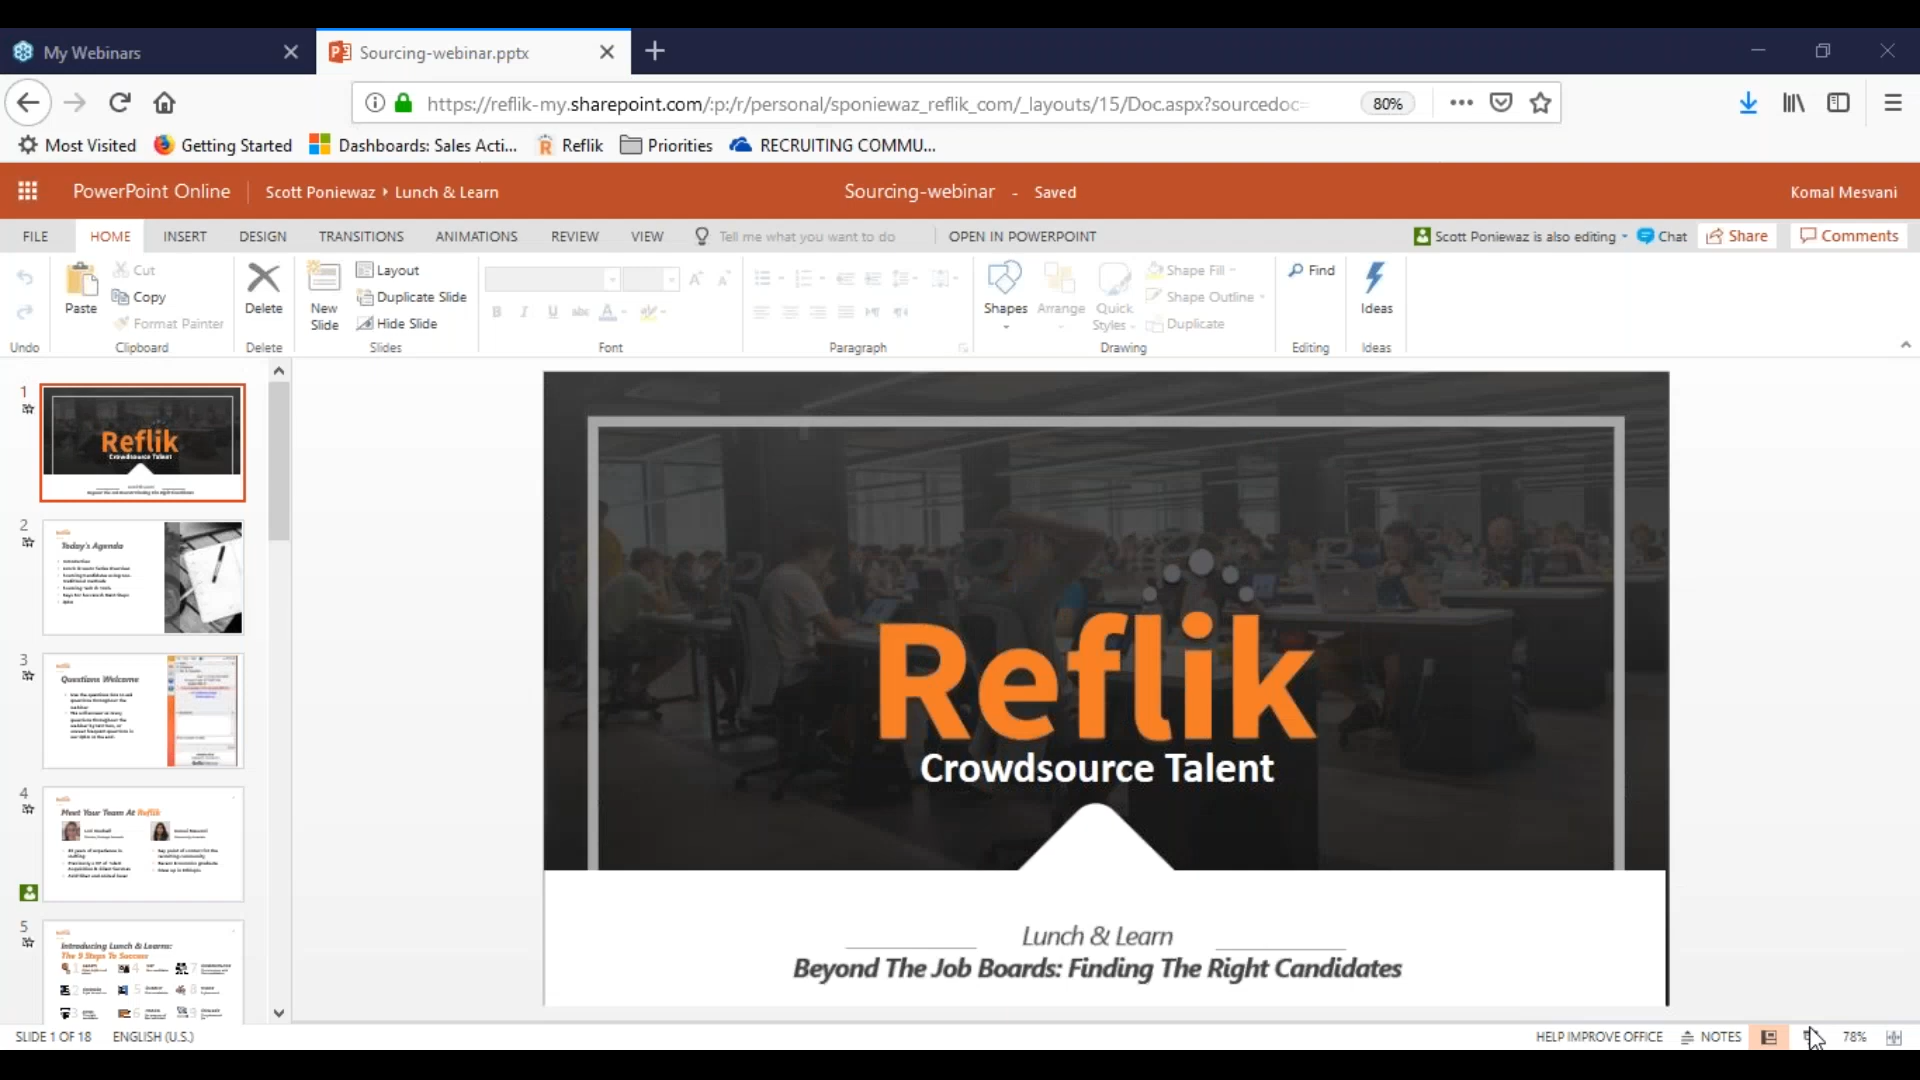 My Webinars
Sourcing-webinar.pptx
https://reflik-my.sharepoint.com/:p:/r/personal/sponiewaz_reflik_com/_layouts/15/Doc.aspx?sourcedoc=
80%
Most Visited
Getting Started
Dashboards: Sales Acti...
Reflik
Priorities
RECRUITING COMMU...
PowerPoint Online
Scott Poniewaz
Lunch & Learn
Sourcing-webinar - Saved
Komal Mesvani
FILE HOME INSERT DESIGN TRANSITIONS ANIMATIONS REVIEW VIEW Tell me what you want to do OPEN IN POWERPOINT
Scott Poniewaz is also editing
Chat
Share
Comments
Paste
Cut
Copy
Format Painter
Delete
New Slide
Layout
Duplicate Slide
Hide Slide
B I U abc A
Shapes
Arrange
Quick Styles
Shape Fill
Shape Outline
Duplicate
Find
Ideas
Undo Clipboard Delete Slides Font Paragraph Drawing Editing Ideas
1
Reflik
Crowdsource Talent
2
Today's Agenda
3
Questions Welcome
4
Meet Your Team At Reflik
5
Introducing Lunch & Learns:
The 9 Steps To Success
Reflik
Crowdsource Talent
Lunch & Learn
Beyond The Job Boards: Finding The Right Candidates
SLIDE 1 OF 18
ENGLISH (U.S.)
HELP IMPROVE OFFICE
NOTES
78%